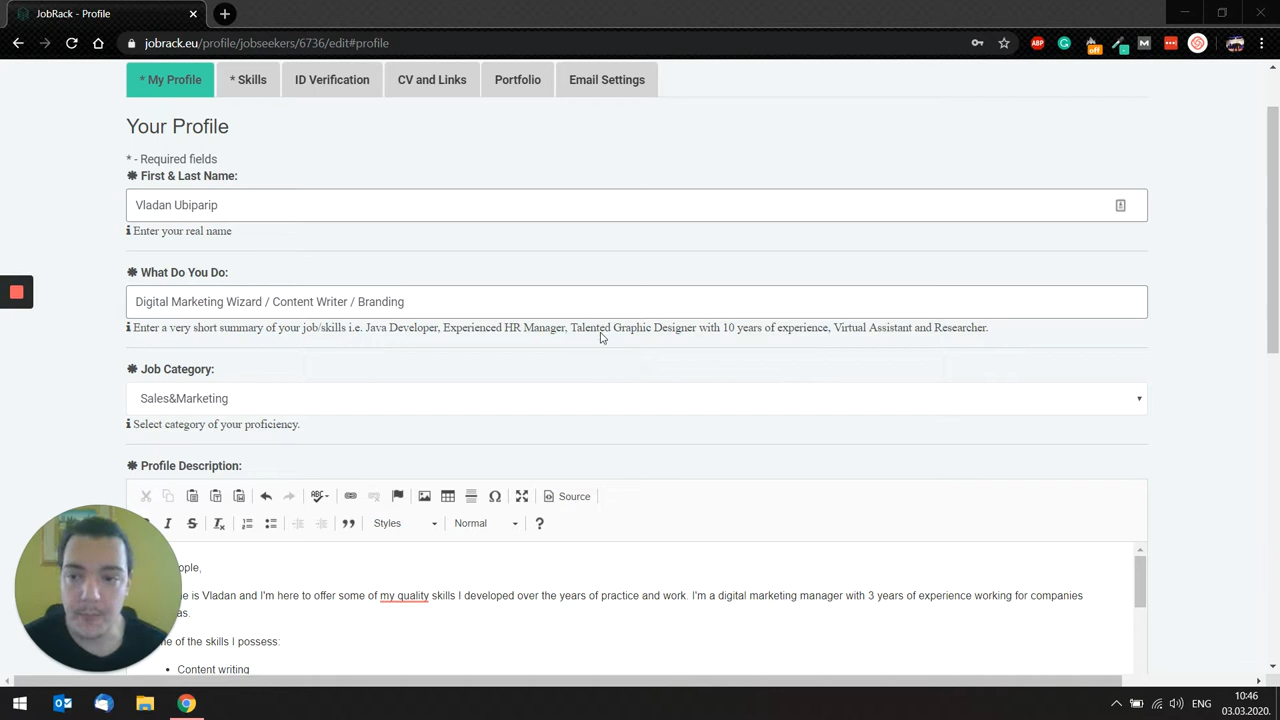 JobRack - Profile
jobrack.eu/profile/jobseekers/6736/edit#profile
ABP
off
M
* My Profile
* Skills
ID Verification
CV and Links
Portfolio
Email Settings
Your Profile
* - Required fields
First & Last Name:
Vladan Ubiparip
Enter your real name
What Do You Do:
Digital Marketing Wizard / Content Writer / Branding
Enter a very short summary of your job/skills i.e. Java Developer, Experienced HR Manager, Talented Graphic Designer with 10 years of experience, Virtual Assistant and Researcher.
Job Category:
Sales&Marketing
Select category of your proficiency.
Profile Description:
ABC
Source
I S Tx
Styles
Normal
?
is Vladan and I'm here to offer some of my quality skills I developed over the years of practice and work. I'm a digital marketing manager with 3 years of experience working for companies
of the skills I possess:
• Content writing
10:46
ENG
03.03.2020.